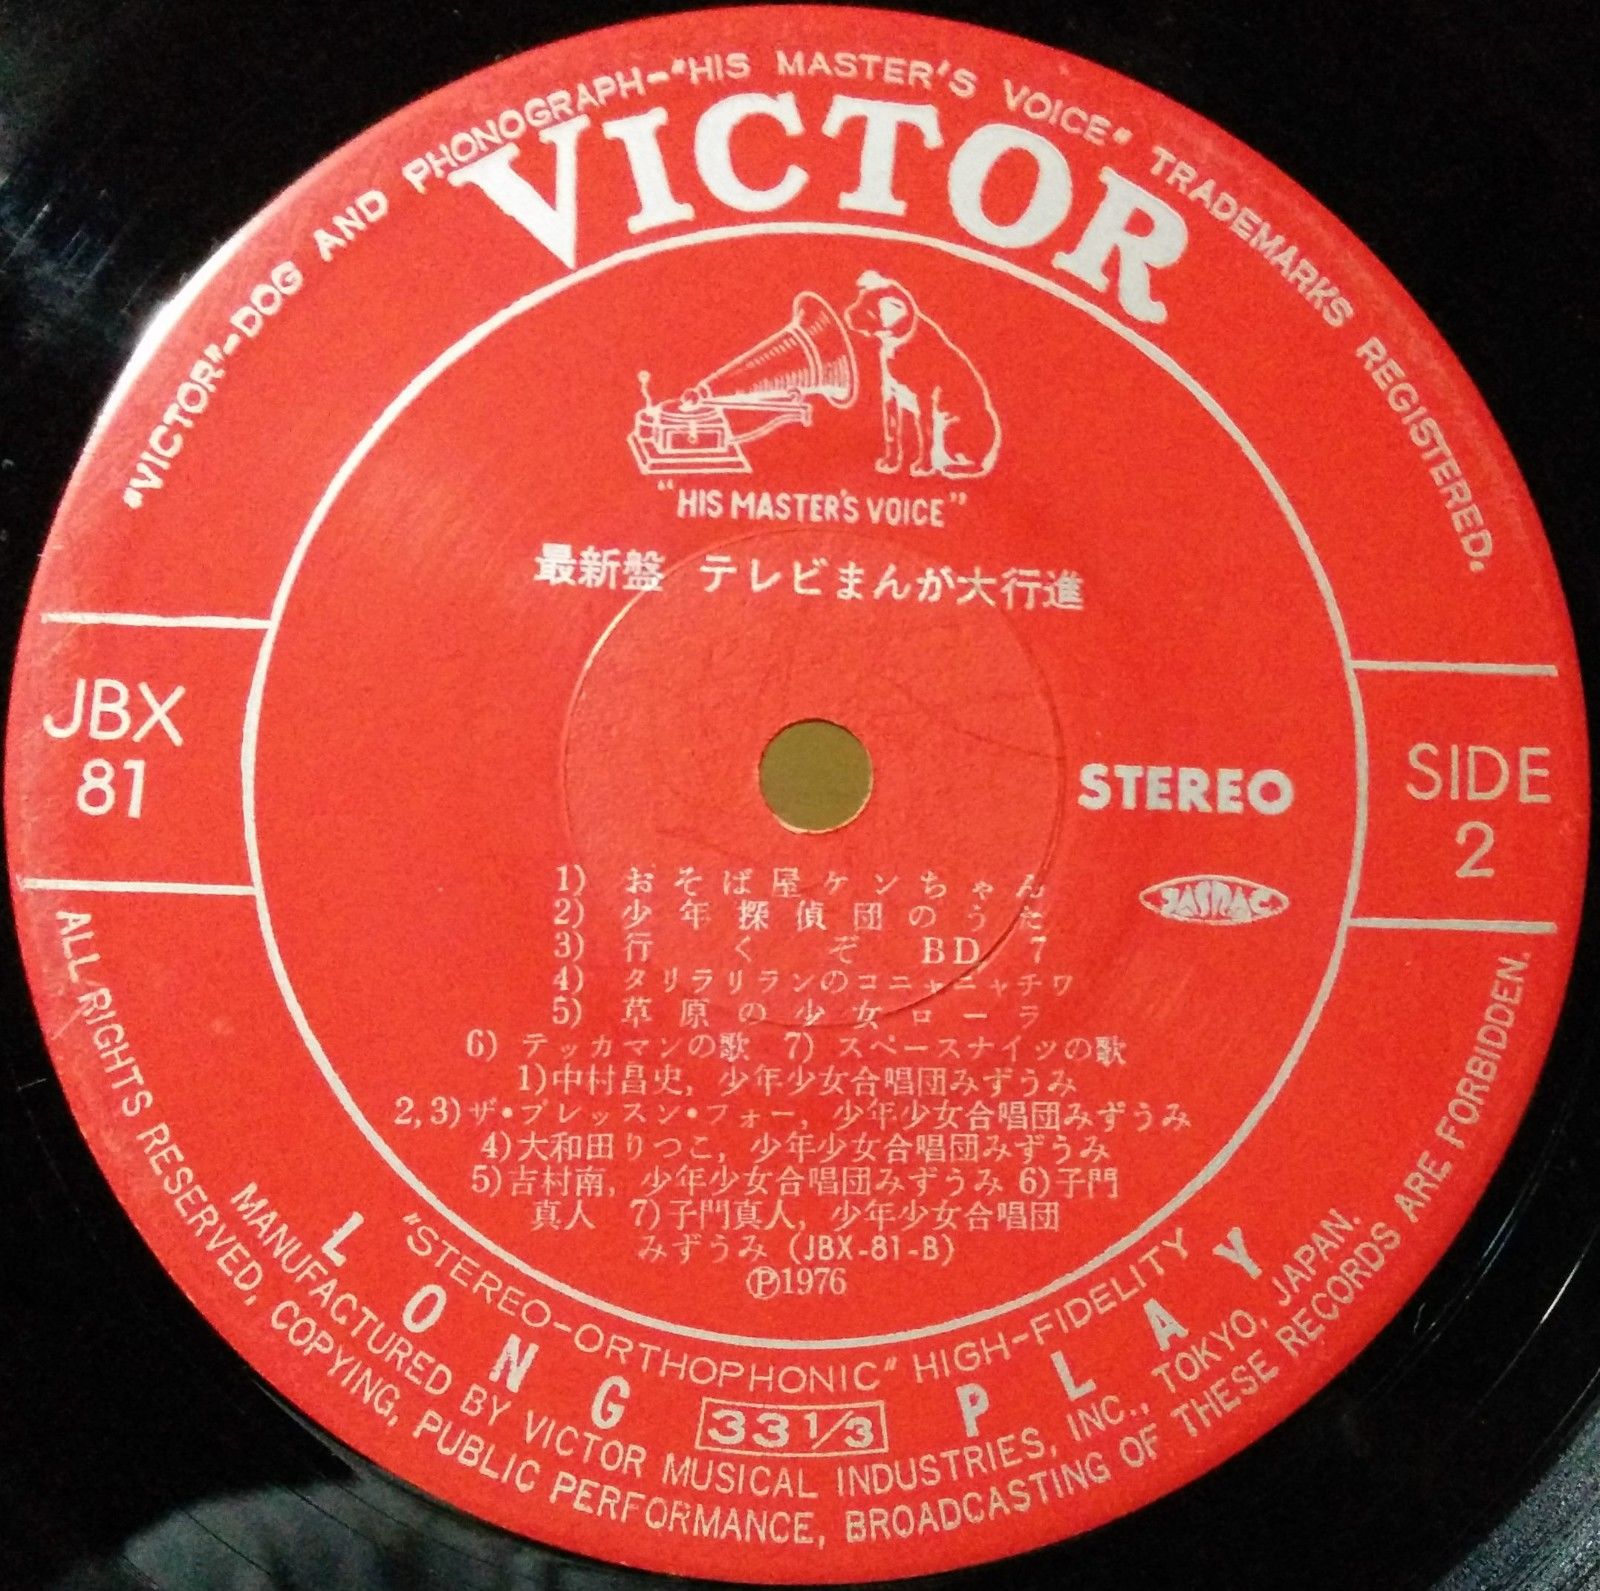 "VICTOR"-DOG AND PHONOGRAPH-"HIS MASTER'S VOICE" TRADEMARKS REGISTERED.
VICTOR
"HIS MASTER'S VOICE"
最新盤 テレビまんが大行進
JBX
81
STEREO
SIDE
2
JASRAC
1) おそば屋ケンちゃん
2) 少年探偵団のうた
3) 行くぞBD7
4) タリラリランのコニャニャチワ
5) 草原の少女ローラ
6) テッカマンの歌 7) スペースナイツの歌
1)中村昌史, 少年少女合唱団みずうみ
2,3)ザ・ブレッスン・フォー, 少年少女合唱団みずうみ
4)大和田りつこ, 少年少女合唱団みずうみ
5)吉村南, 少年少女合唱団みずうみ 6)子門
真人 7)子門真人, 少年少女合唱団
みずうみ (JBX-81-B)
Ⓟ1976
"STEREO-ORTHOPHONIC" HIGH-FIDELITY
LONG 33 1/3 PLAY
MANUFACTURED BY VICTOR MUSICAL INDUSTRIES, INC., TOKYO, JAPAN.
ALL RIGHTS RESERVED, COPYING, PUBLIC PERFORMANCE, BROADCASTING OF THESE RECORDS ARE FORBIDDEN.